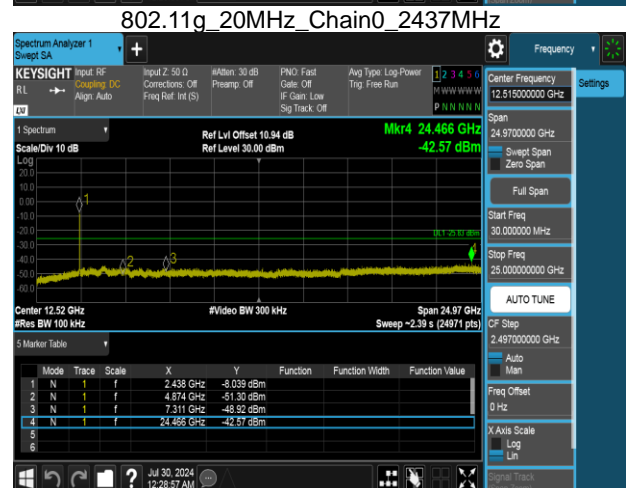 802.11g_20MHz_Chain0_2437MHz
Spectrum Analyzer 1
Swept SA
Frequency
KEYSIGHT
Input: RF
Coupling: DC
Align: Auto
Input Z: 50 Ω
Corrections: Off
Freq Ref: Int (S)
#Atten: 30 dB
Preamp: Off
PNO: Fast
Gate: Off
IF Gain: Low
Sig Track: Off
Avg Type: Log-Power
Trig: Free Run
1 2 3 4 5 6
M W W W W W
P N N N N N
RL
LXI
Center Frequency
12.515000000 GHz
Settings
Span
24.9700000 GHz
Swept Span
Zero Span
Full Span
Start Freq
30.000000 MHz
Stop Freq
25.000000000 GHz
AUTO TUNE
CF Step
2.497000000 GHz
Auto
Man
Freq Offset
0 Hz
X Axis Scale
Log
Lin
Signal Track
1 Spectrum
Scale/Div 10 dB
Ref Lvl Offset 10.94 dB
Ref Level 30.00 dBm
Mkr4 24.466 GHz
-42.57 dBm
Log
20.0
10.0
0.00
-10.0
-20.0
-30.0
-40.0
-50.0
-60.0
1
2
3
DL1 -25.83 dBm
Center 12.52 GHz
#Res BW 100 kHz
#Video BW 300 kHz
Span 24.97 GHz
Sweep ~2.39 s (24971 pts)
5 Marker Table
Mode Trace Scale X Y Function Function Width Function Value
1 N 1 f 2.438 GHz -8.039 dBm
2 N 1 f 4.874 GHz -51.30 dBm
3 N 1 f 7.311 GHz -48.92 dBm
4 N 1 f 24.466 GHz -42.57 dBm
5
6
Jul 30, 2024
12:28:57 AM